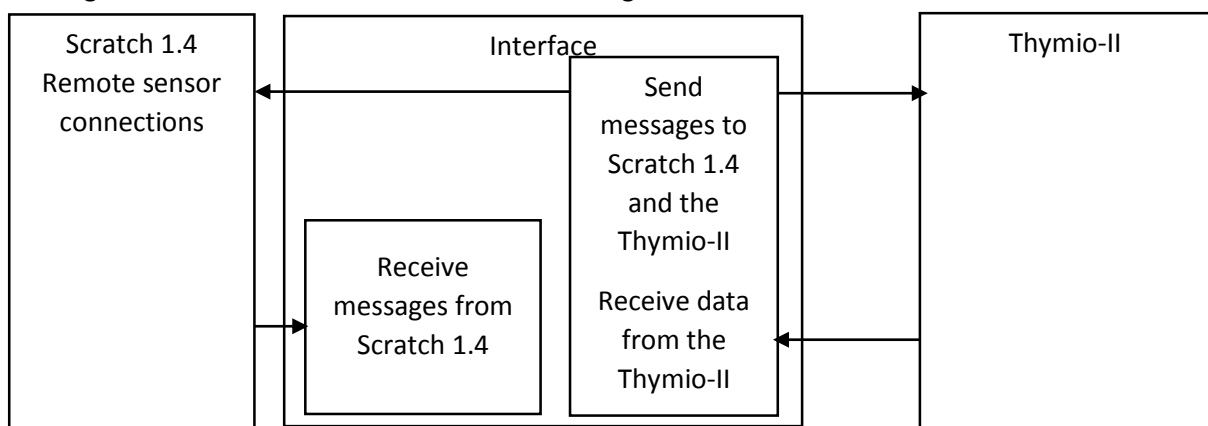 Scratch 1.4
Remote sensor
connections
Interface
Receive
messages from
Scratch 1.4
Send
messages to
Scratch 1.4
and the
Thymio-II
Receive data
from the
Thymio-II
Thymio-II